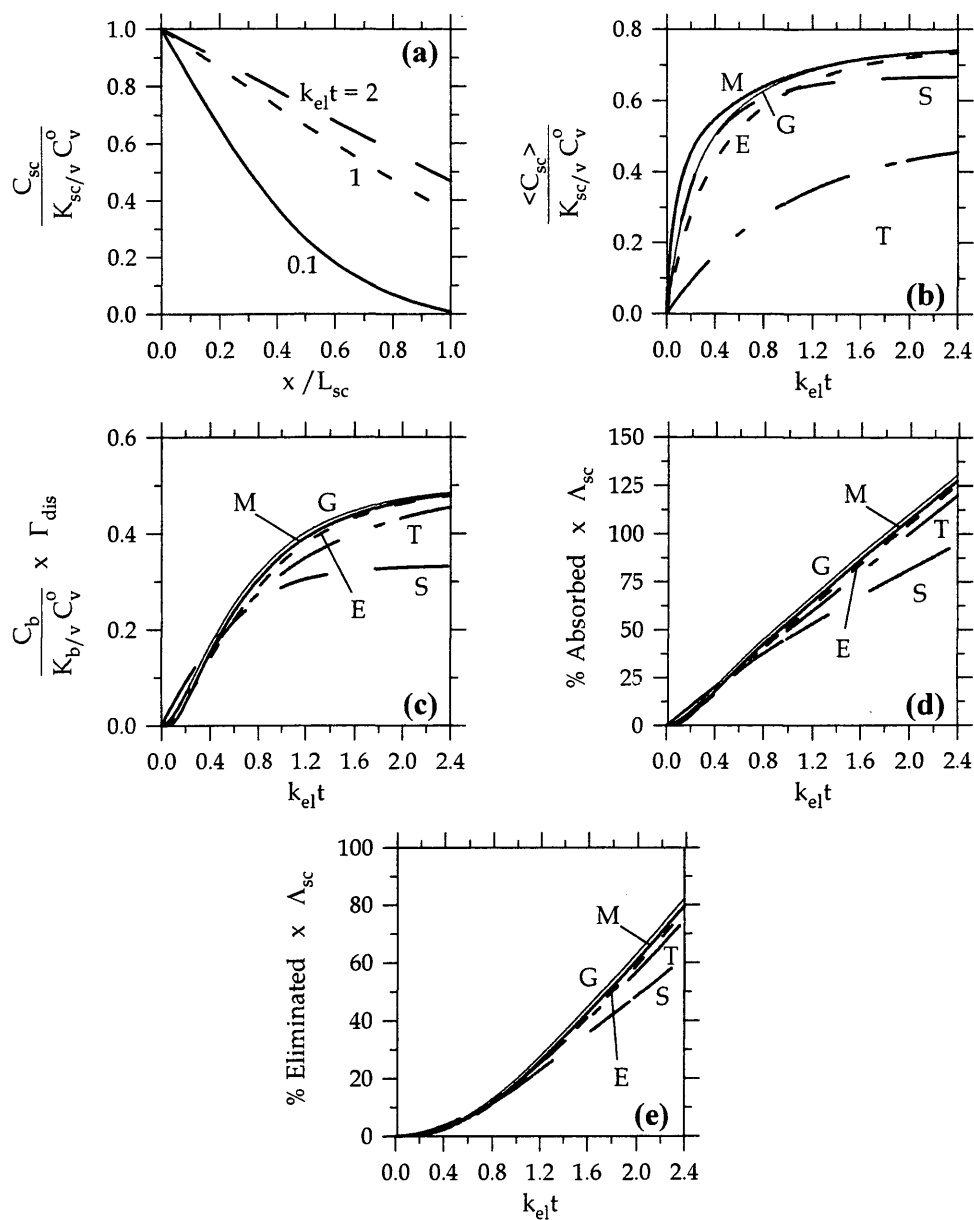 (a)
C_sc / K_sc/v C_v^o
1.0
0.8
0.6
0.4
0.2
0.0
k_el t = 2
1
0.1
0.0 0.2 0.4 0.6 0.8 1.0
x / L_sc
(b)
<C_sc> / K_sc/v C_v^o
0.8
0.6
0.4
0.2
0.0
M
G
E
S
T
0.0 0.4 0.8 1.2 1.6 2.0 2.4
k_el t
(c)
C_b / K_b/v C_v^o x Γ_dis
0.6
0.4
0.2
0.0
M
G
T
E
S
0.0 0.4 0.8 1.2 1.6 2.0 2.4
k_el t
(d)
% Absorbed x Λ_sc
150
125
100
75
50
25
0
M
G
T
S
E
0.0 0.4 0.8 1.2 1.6 2.0 2.4
k_el t
(e)
% Eliminated x Λ_sc
100
80
60
40
20
0
M
G
T
S
E
0.0 0.4 0.8 1.2 1.6 2.0 2.4
k_el t